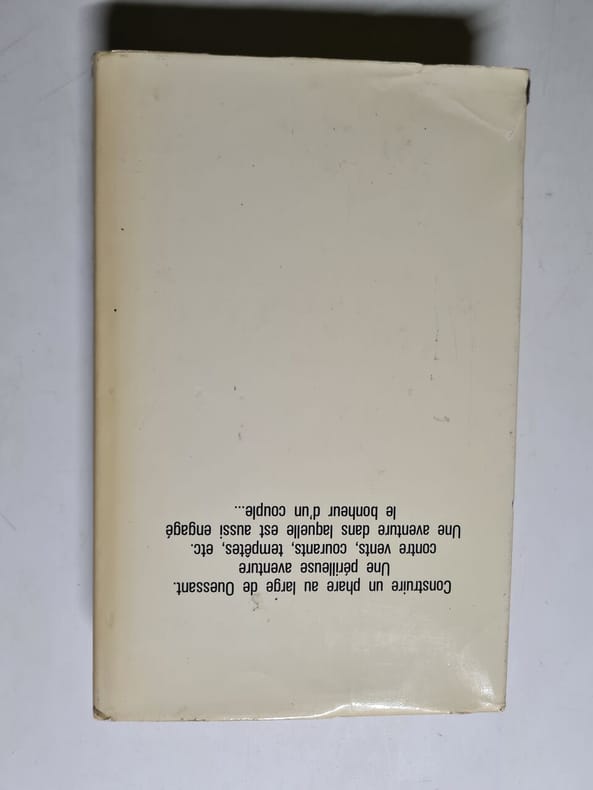 Construire un phare au large de Ouessant.
Une périlleuse aventure
contre vents, courants, tempêtes, etc.
Une aventure dans laquelle est aussi engagé
le bonheur d'un couple...